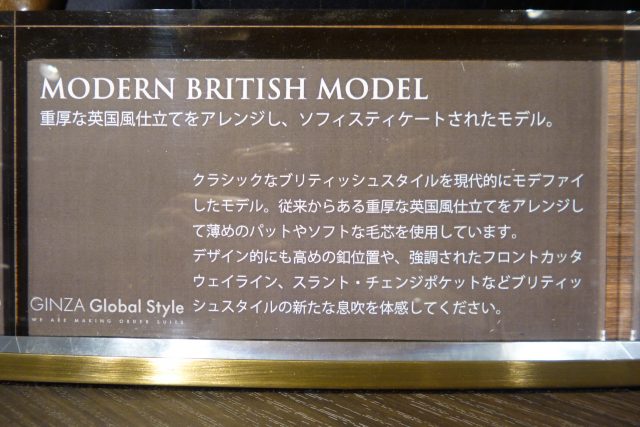 MODERN BRITISH MODEL
重厚な英国風仕立てをアレンジし、ソフィスティケートされたモデル。
クラシックなブリティッシュスタイルを現代的にモデファイ
したモデル。従来からある重厚な英国風仕立てをアレンジし
て薄めのパットやソフトな毛芯を使用しています。
デザイン的にも高めの釦位置や、強調されたフロントカッタ
ウェイライン、スラント・チェンジポケットなどブリティッ
シュスタイルの新たな息吹を体感してください。
GINZA Global Style
WE ARE MAKING ORDER SUITS